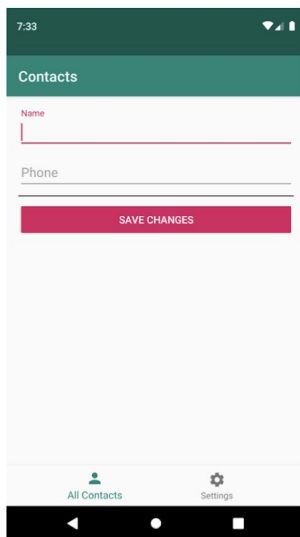 7:33
Contacts
Name
Phone
SAVE CHANGES
All Contacts
Settings